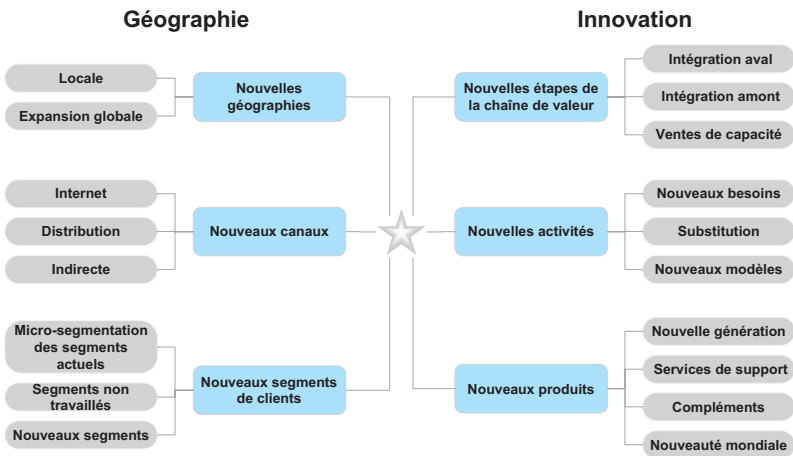 Géographie
Innovation
Locale
Expansion globale
Nouvelles
géographies
Internet
Distribution
Indirecte
Nouveaux canaux
Micro-segmentation
des segments
actuels
Segments non
travaillés
Nouveaux segments
Nouveaux segments
de clients
Nouvelles étapes de
la chaîne de valeur
Intégration aval
Intégration amont
Ventes de capacité
Nouvelles activités
Nouveaux besoins
Substitution
Nouveaux modèles
Nouveaux produits
Nouvelle génération
Services de support
Compléments
Nouveauté mondiale